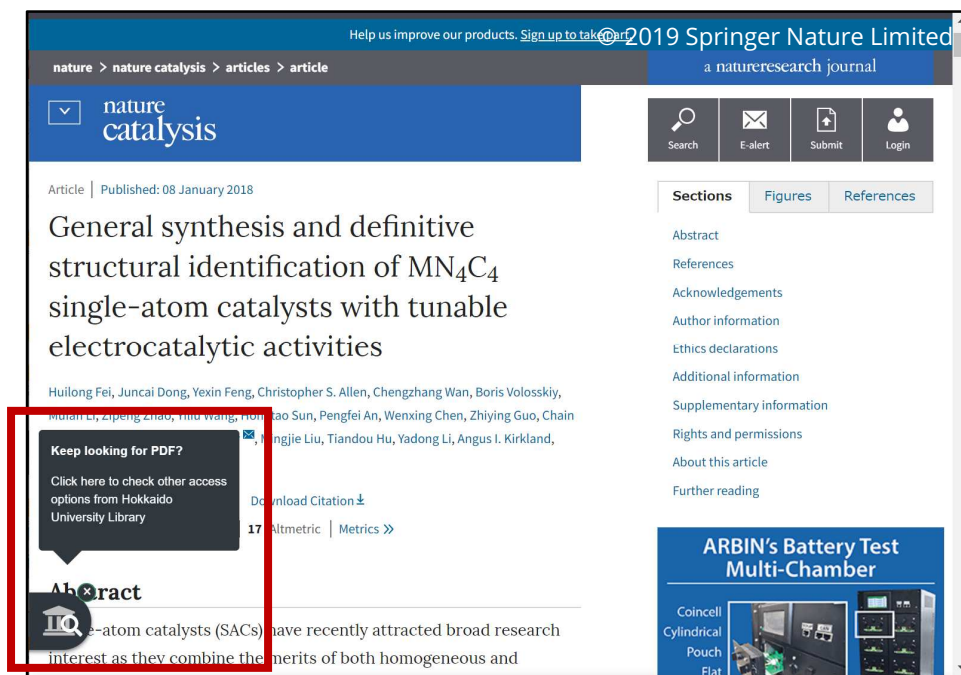 Help us improve our products. Sign up to take part.
© 2019 Springer Nature Limited
nature > nature catalysis > articles > article
a natureresearch journal
nature
catalysis
Search
E-alert
Submit
Login
Article | Published: 08 January 2018
General synthesis and definitive
structural identification of MN₄C₄
single-atom catalysts with tunable
electrocatalytic activities
Huilong Fei, Juncai Dong, Yexin Feng, Christopher S. Allen, Chengzhang Wan, Boris Volosskiy,
Mufan Li, Zipeng Zhao, Yiliu Wang, Hongtao Sun, Pengfei An, Wenxing Chen, Zhiying Guo, Chain
Mingjie Liu, Tiandou Hu, Yadong Li, Angus I. Kirkland,
Keep looking for PDF?
Click here to check other access
options from Hokkaido
University Library
Download Citation
17 Altmetric | Metrics »
Abstract
-atom catalysts (SACs) have recently attracted broad research
interest as they combine the merits of both homogeneous and
Sections
Figures
References
Abstract
References
Acknowledgements
Author information
Ethics declarations
Additional information
Supplementary information
Rights and permissions
About this article
Further reading
ARBIN's Battery Test
Multi-Chamber
Coincell
Cylindrical
Pouch
Flat